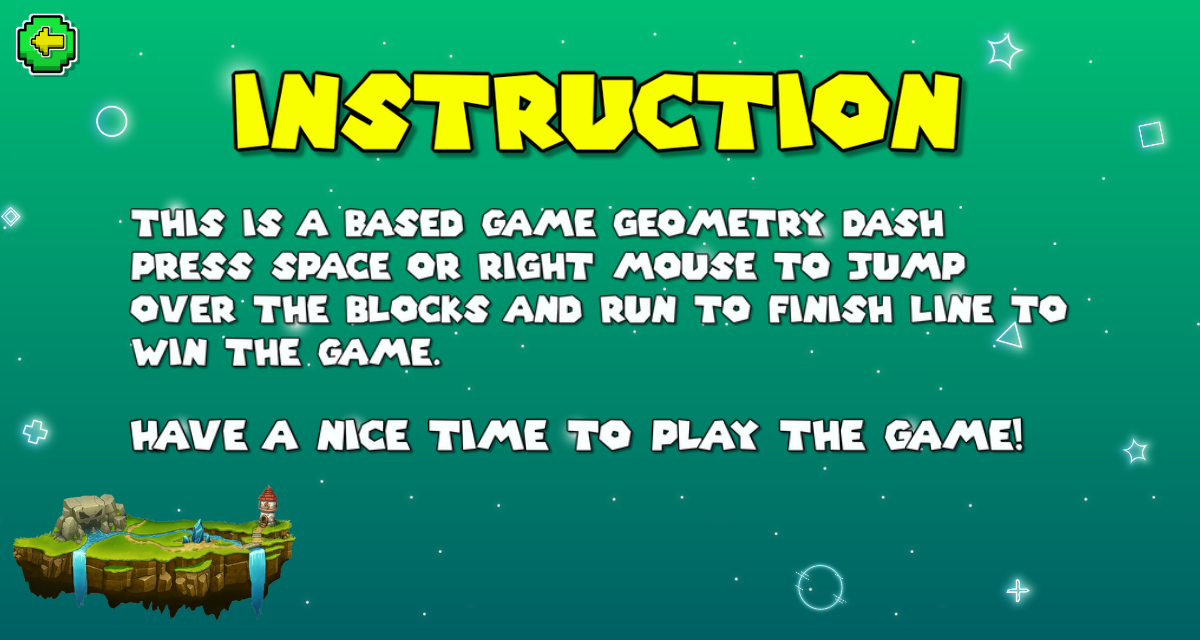 INSTRUCTION
THIS IS A BASED GAME GEOMETRY DASH
PRESS SPACE OR RIGHT MOUSE TO JUMP
OVER THE BLOCKS AND RUN TO FINISH LINE TO
WIN THE GAME.
HAVE A NICE TIME TO PLAY THE GAME!